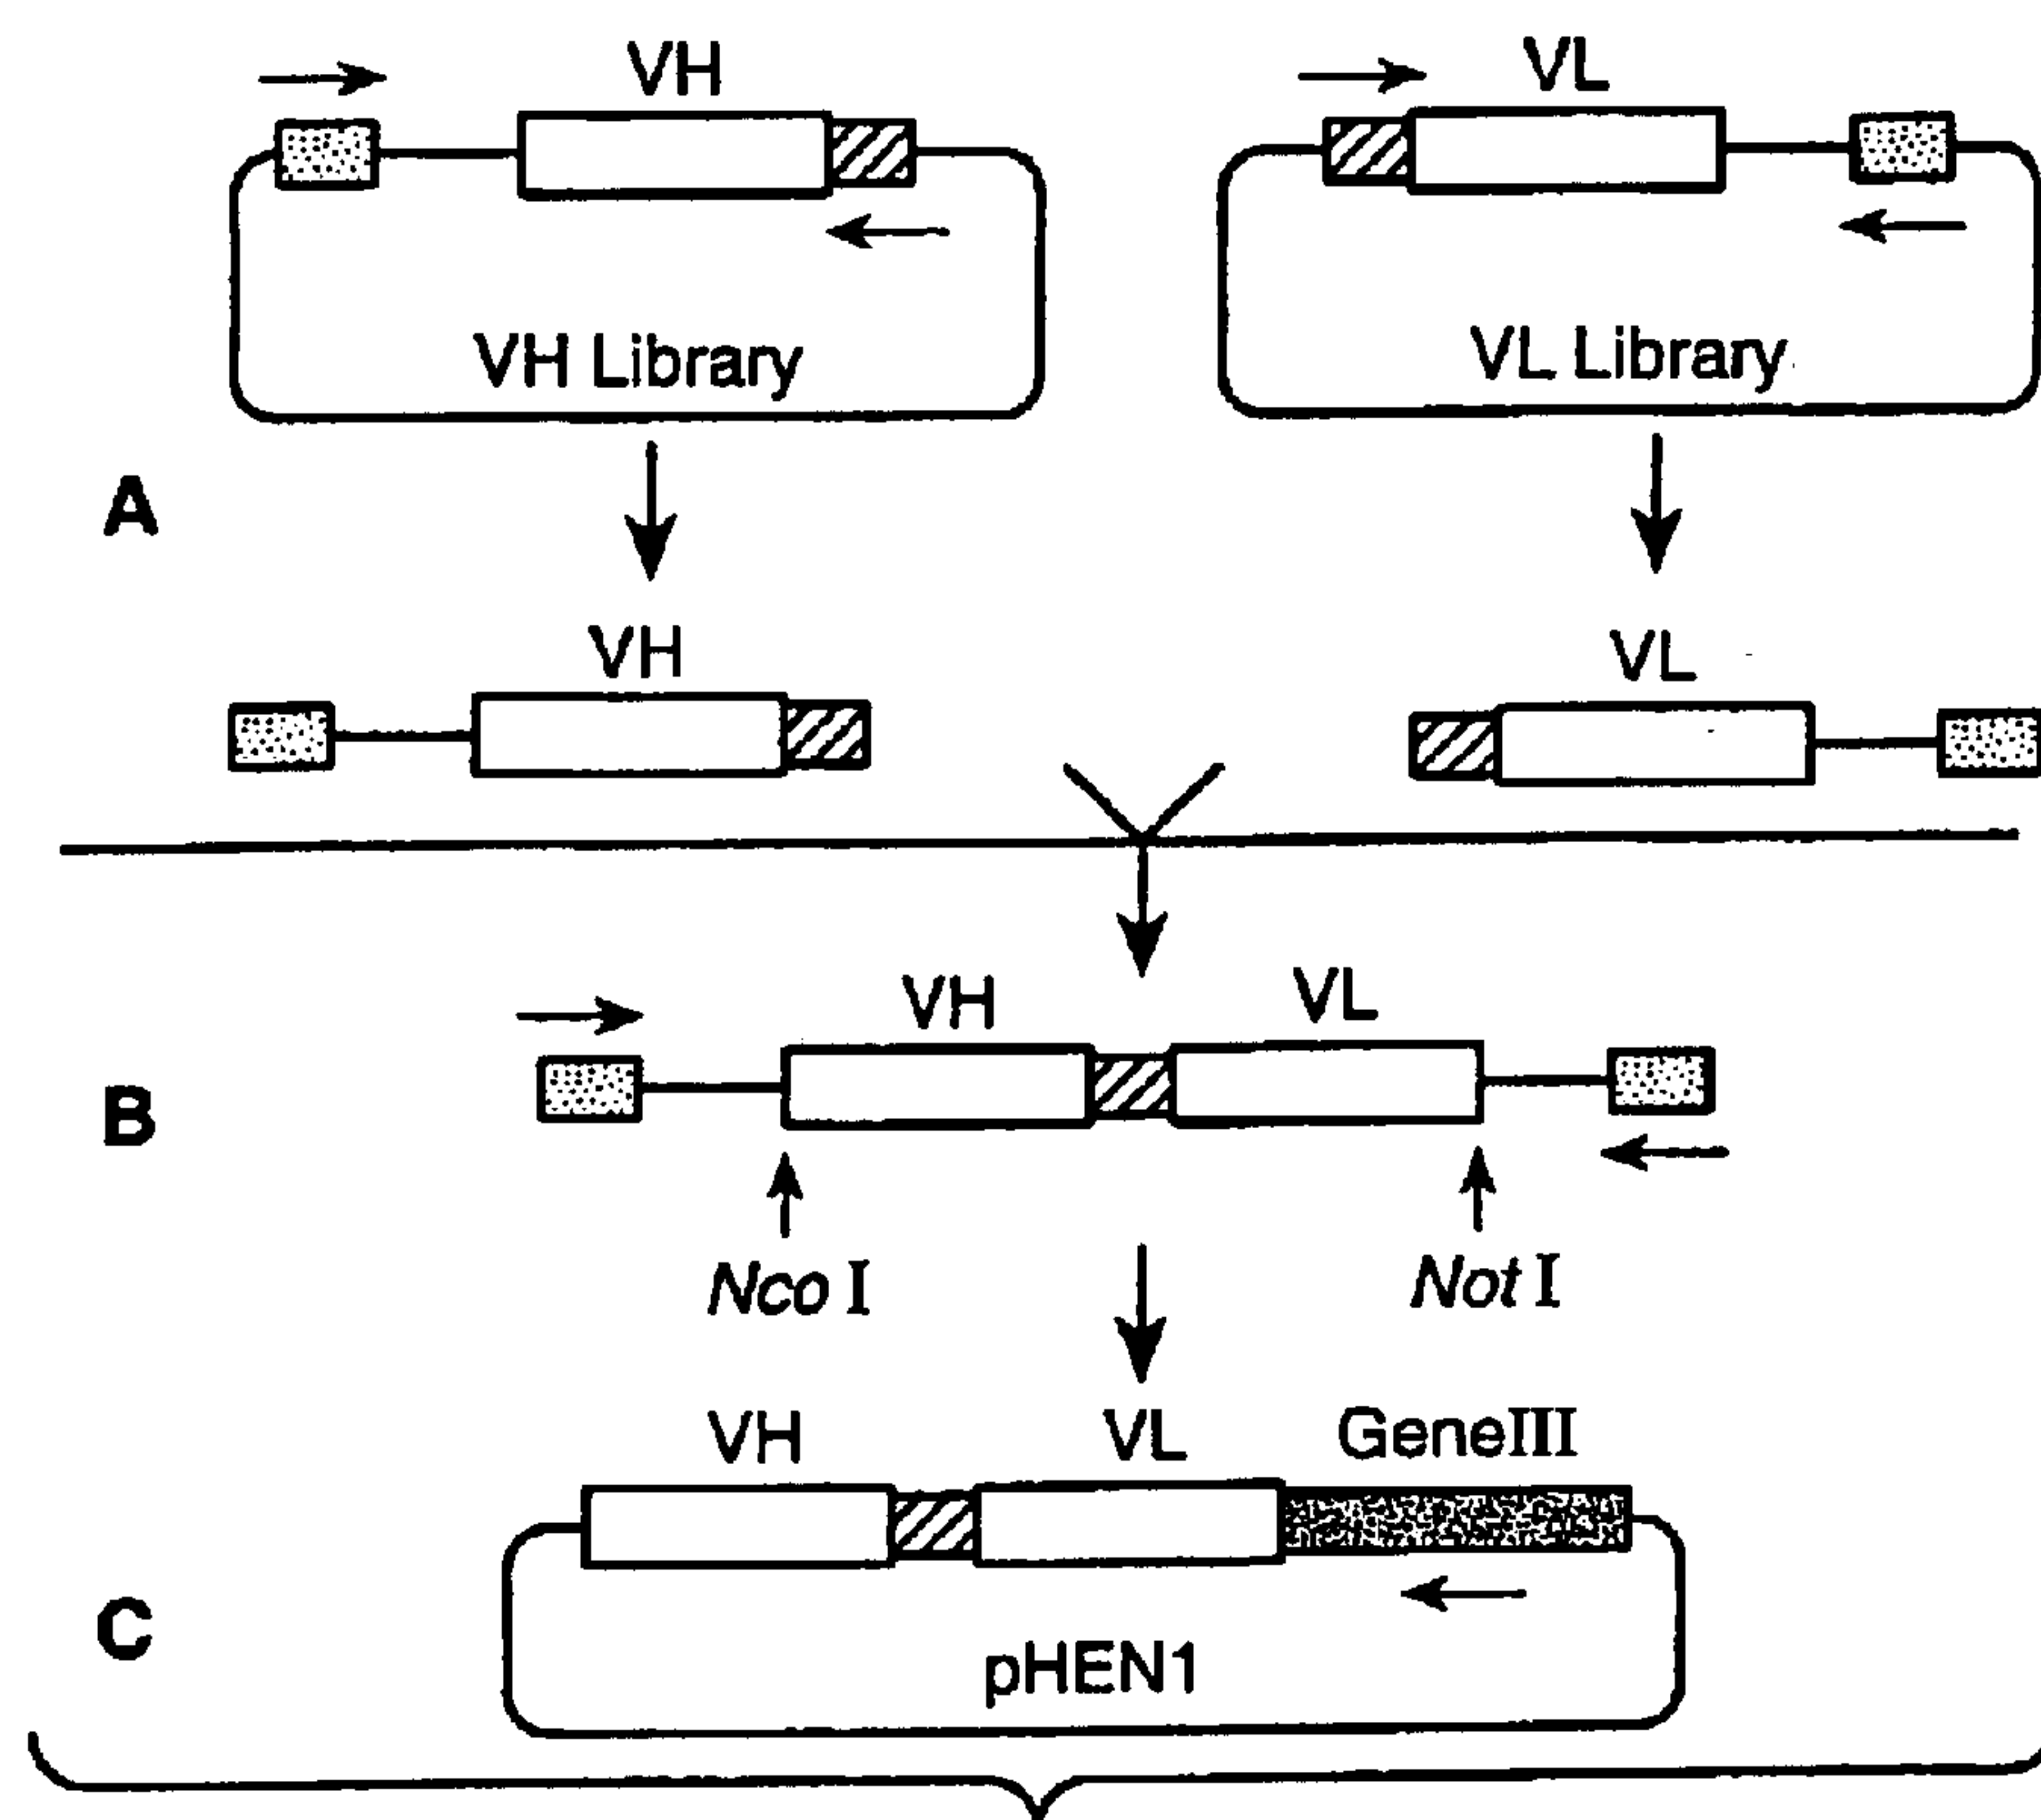 VH VL
VH Library VL Library
A
VH VL
VH VL
B
Nco I Not I
VH VL GeneIII
C
pHEN1